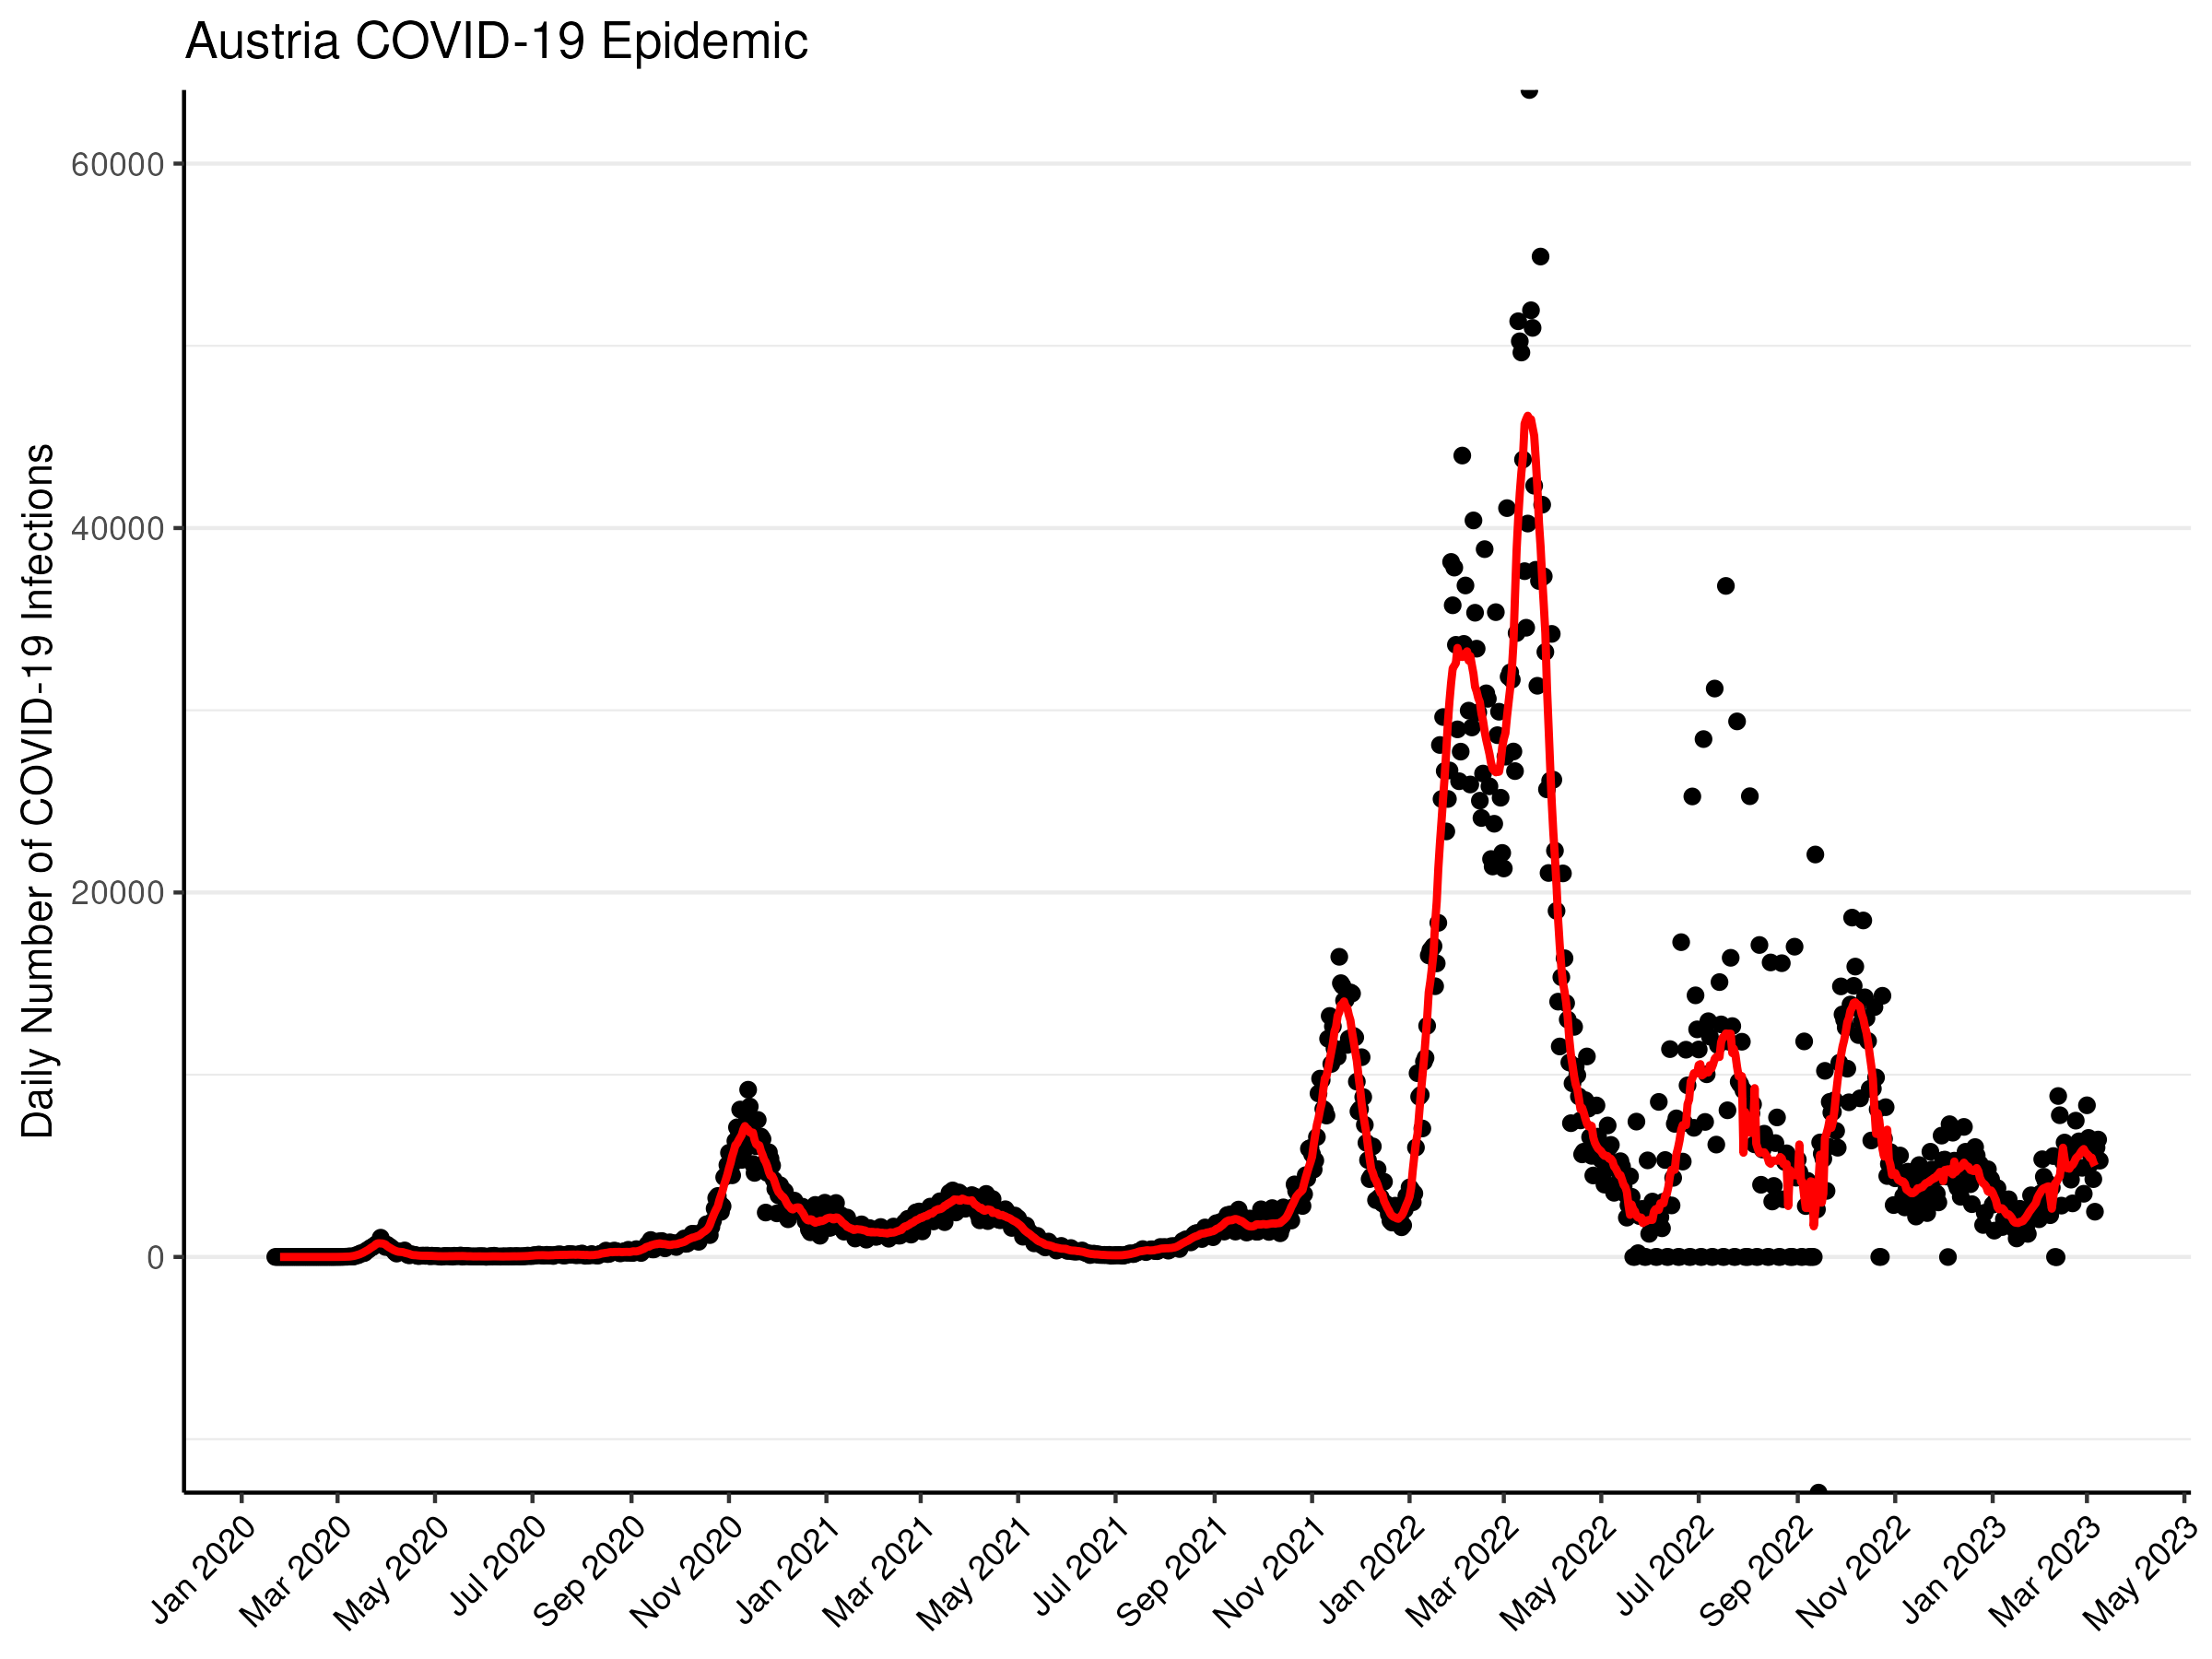 Austria COVID-19 Epidemic
Daily Number of COVID-19 Infections
60000
40000
20000
0
Jan 2020
Mar 2020
May 2020
Jul 2020
Sep 2020
Nov 2020
Jan 2021
Mar 2021
May 2021
Jul 2021
Sep 2021
Nov 2021
Jan 2022
Mar 2022
May 2022
Jul 2022
Sep 2022
Nov 2022
Jan 2023
Mar 2023
May 2023